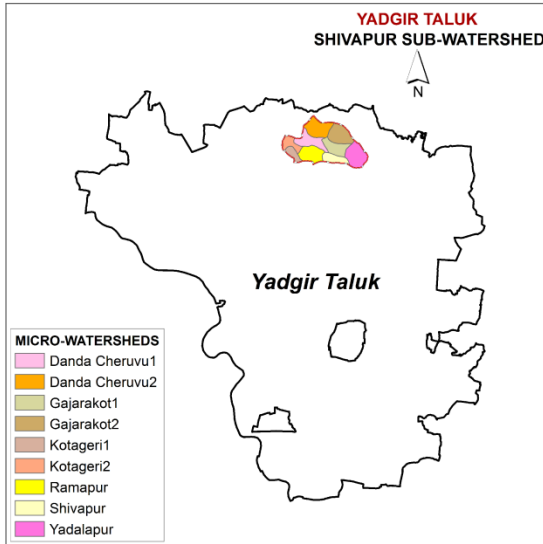 YADGIR TALUK
SHIVAPUR SUB-WATERSHED
N
Yadgir Taluk
MICRO-WATERSHEDS
Danda Cheruvu1
Danda Cheruvu2
Gajarakot1
Gajarakot2
Kotageri1
Kotageri2
Ramapur
Shivapur
Yadalapur